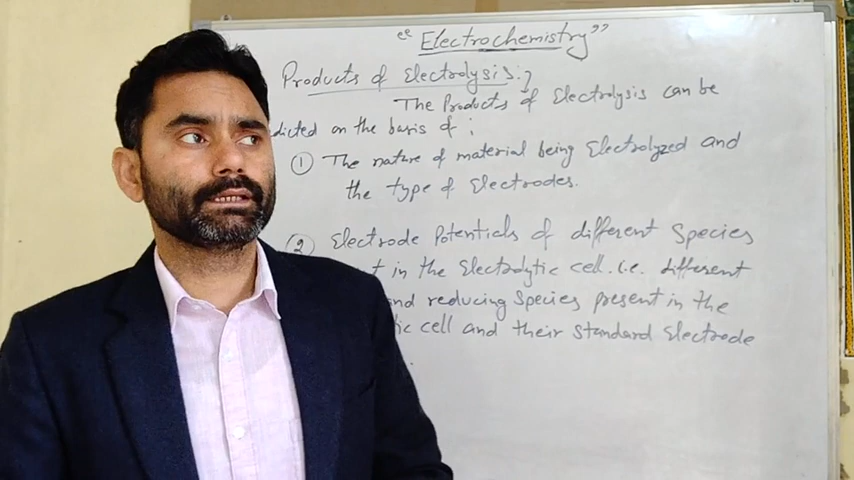 "Electrochemistry"
Products of Electrolysis:
The Products of Electrolysis can be
dicted on the basis of :
① The nature of material being Electrolyzed and
the type of Electrodes.
② Electrode Potentials of different Species
t in the Electrolytic cell. i.e. different
and reducing Species present in the
tic cell and their standard Electrode